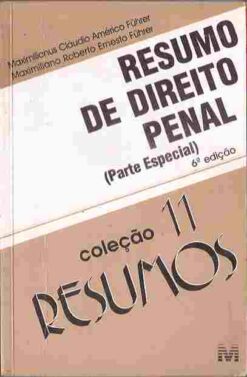 Maximilianus Cláudio Américo Führer
Maximiliano Roberto Ernesto Führer
RESUMO
DE DIREITO
PENAL
(Parte Especial)
6ª edição
coleção 11
RESUMOS
M